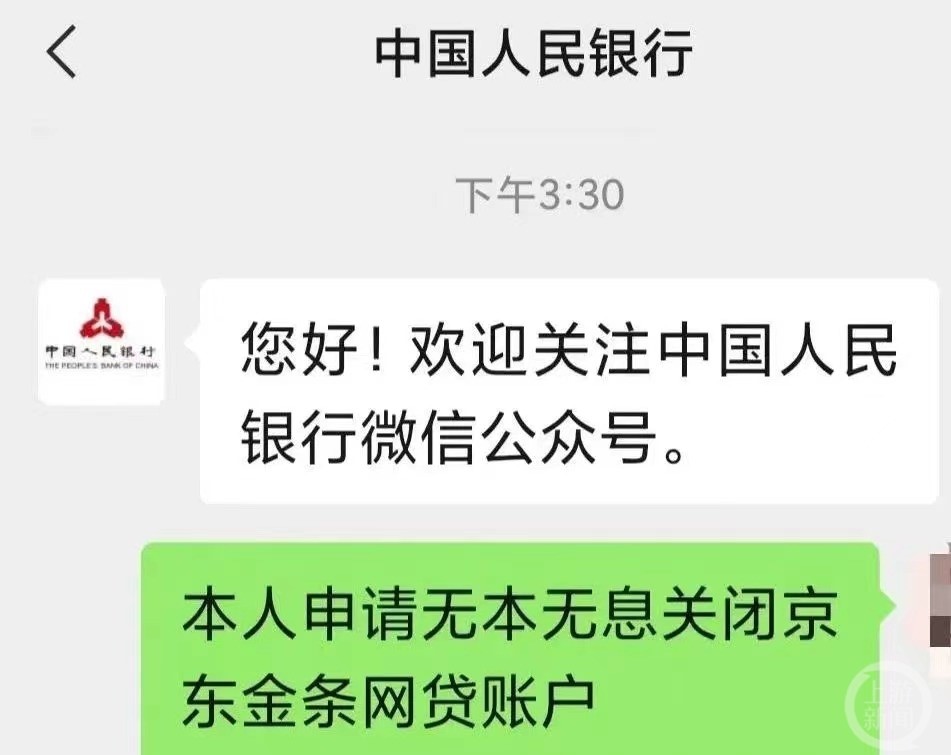 中国人民银行
下午3:30
中国人民银行
THE PEOPLE'S BANK OF CHINA
您好！欢迎关注中国人民
银行微信公众号。
本人申请无本无息关闭京
东金条网贷账户
上游
新闻